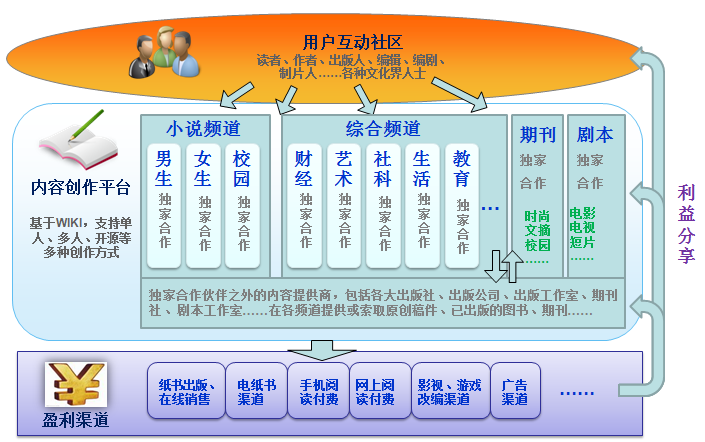 用户互动社区
读者、作者、出版人、编辑、编剧、
制片人……各种文化界人士
内容创作平台
基于WIKI，支持单
人、多人、开源等
多种创作方式
小说频道
男生
独家合作
女生
独家合作
校园
独家合作
综合频道
财经
独家合作
艺术
独家合作
社科
独家合作
生活
独家合作
教育
独家合作
…
期刊
独家
合作
时尚
文摘
校园
……
剧本
独家
合作
电影
电视
短片
……
独家合作伙伴之外的内容提供商，包括各大出版社、出版公司、出版工作室、期刊
社、剧本工作室……在各频道提供或索取原创稿件、已出版的图书、期刊……
利益分享
盈利渠道
纸书出版、
在线销售
电纸书
渠道
手机阅
读付费
网上阅
读付费
影视、游戏
改编渠道
广告
渠道
……